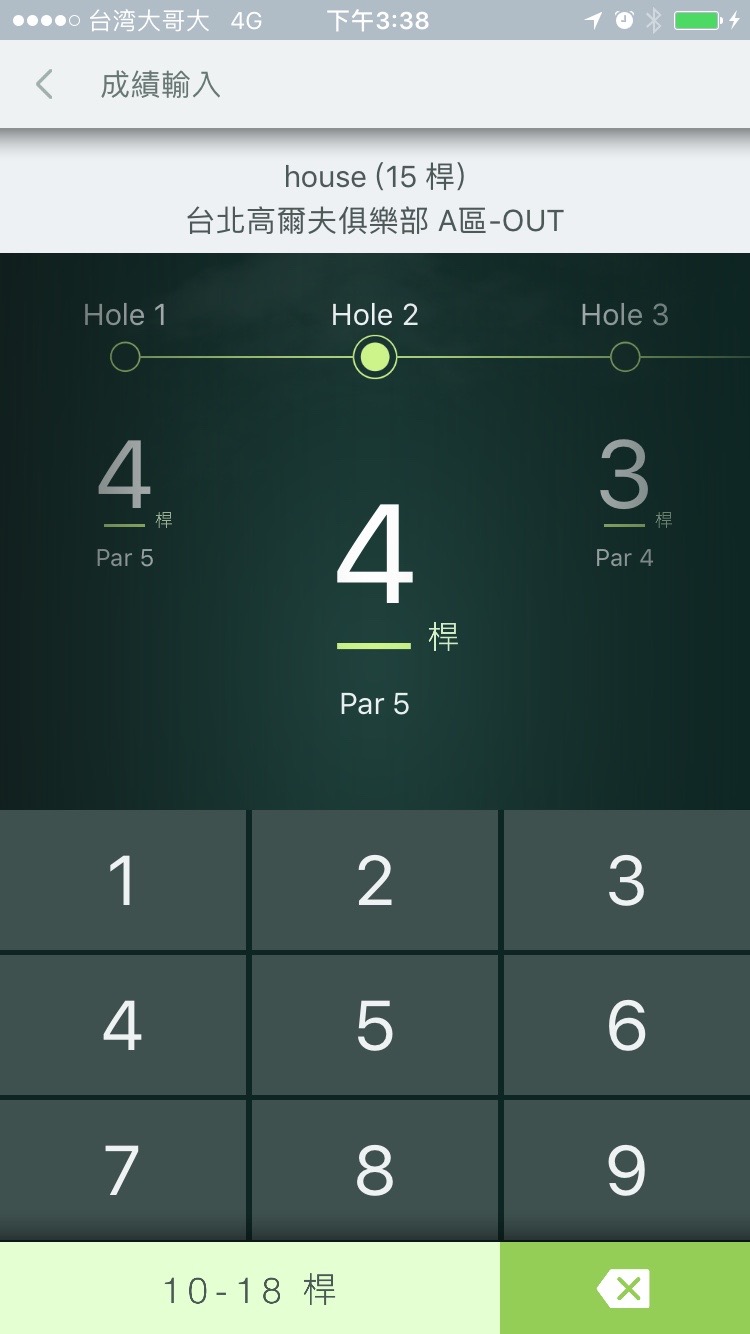 台湾大哥大 4G 下午3:38
成績輸入
house (15 桿)
台北高爾夫俱樂部 A區-OUT
Hole 1 Hole 2 Hole 3
4 桿 4 桿 3 桿
Par 5 Par 5 Par 4
1 2 3
4 5 6
7 8 9
10-18 桿